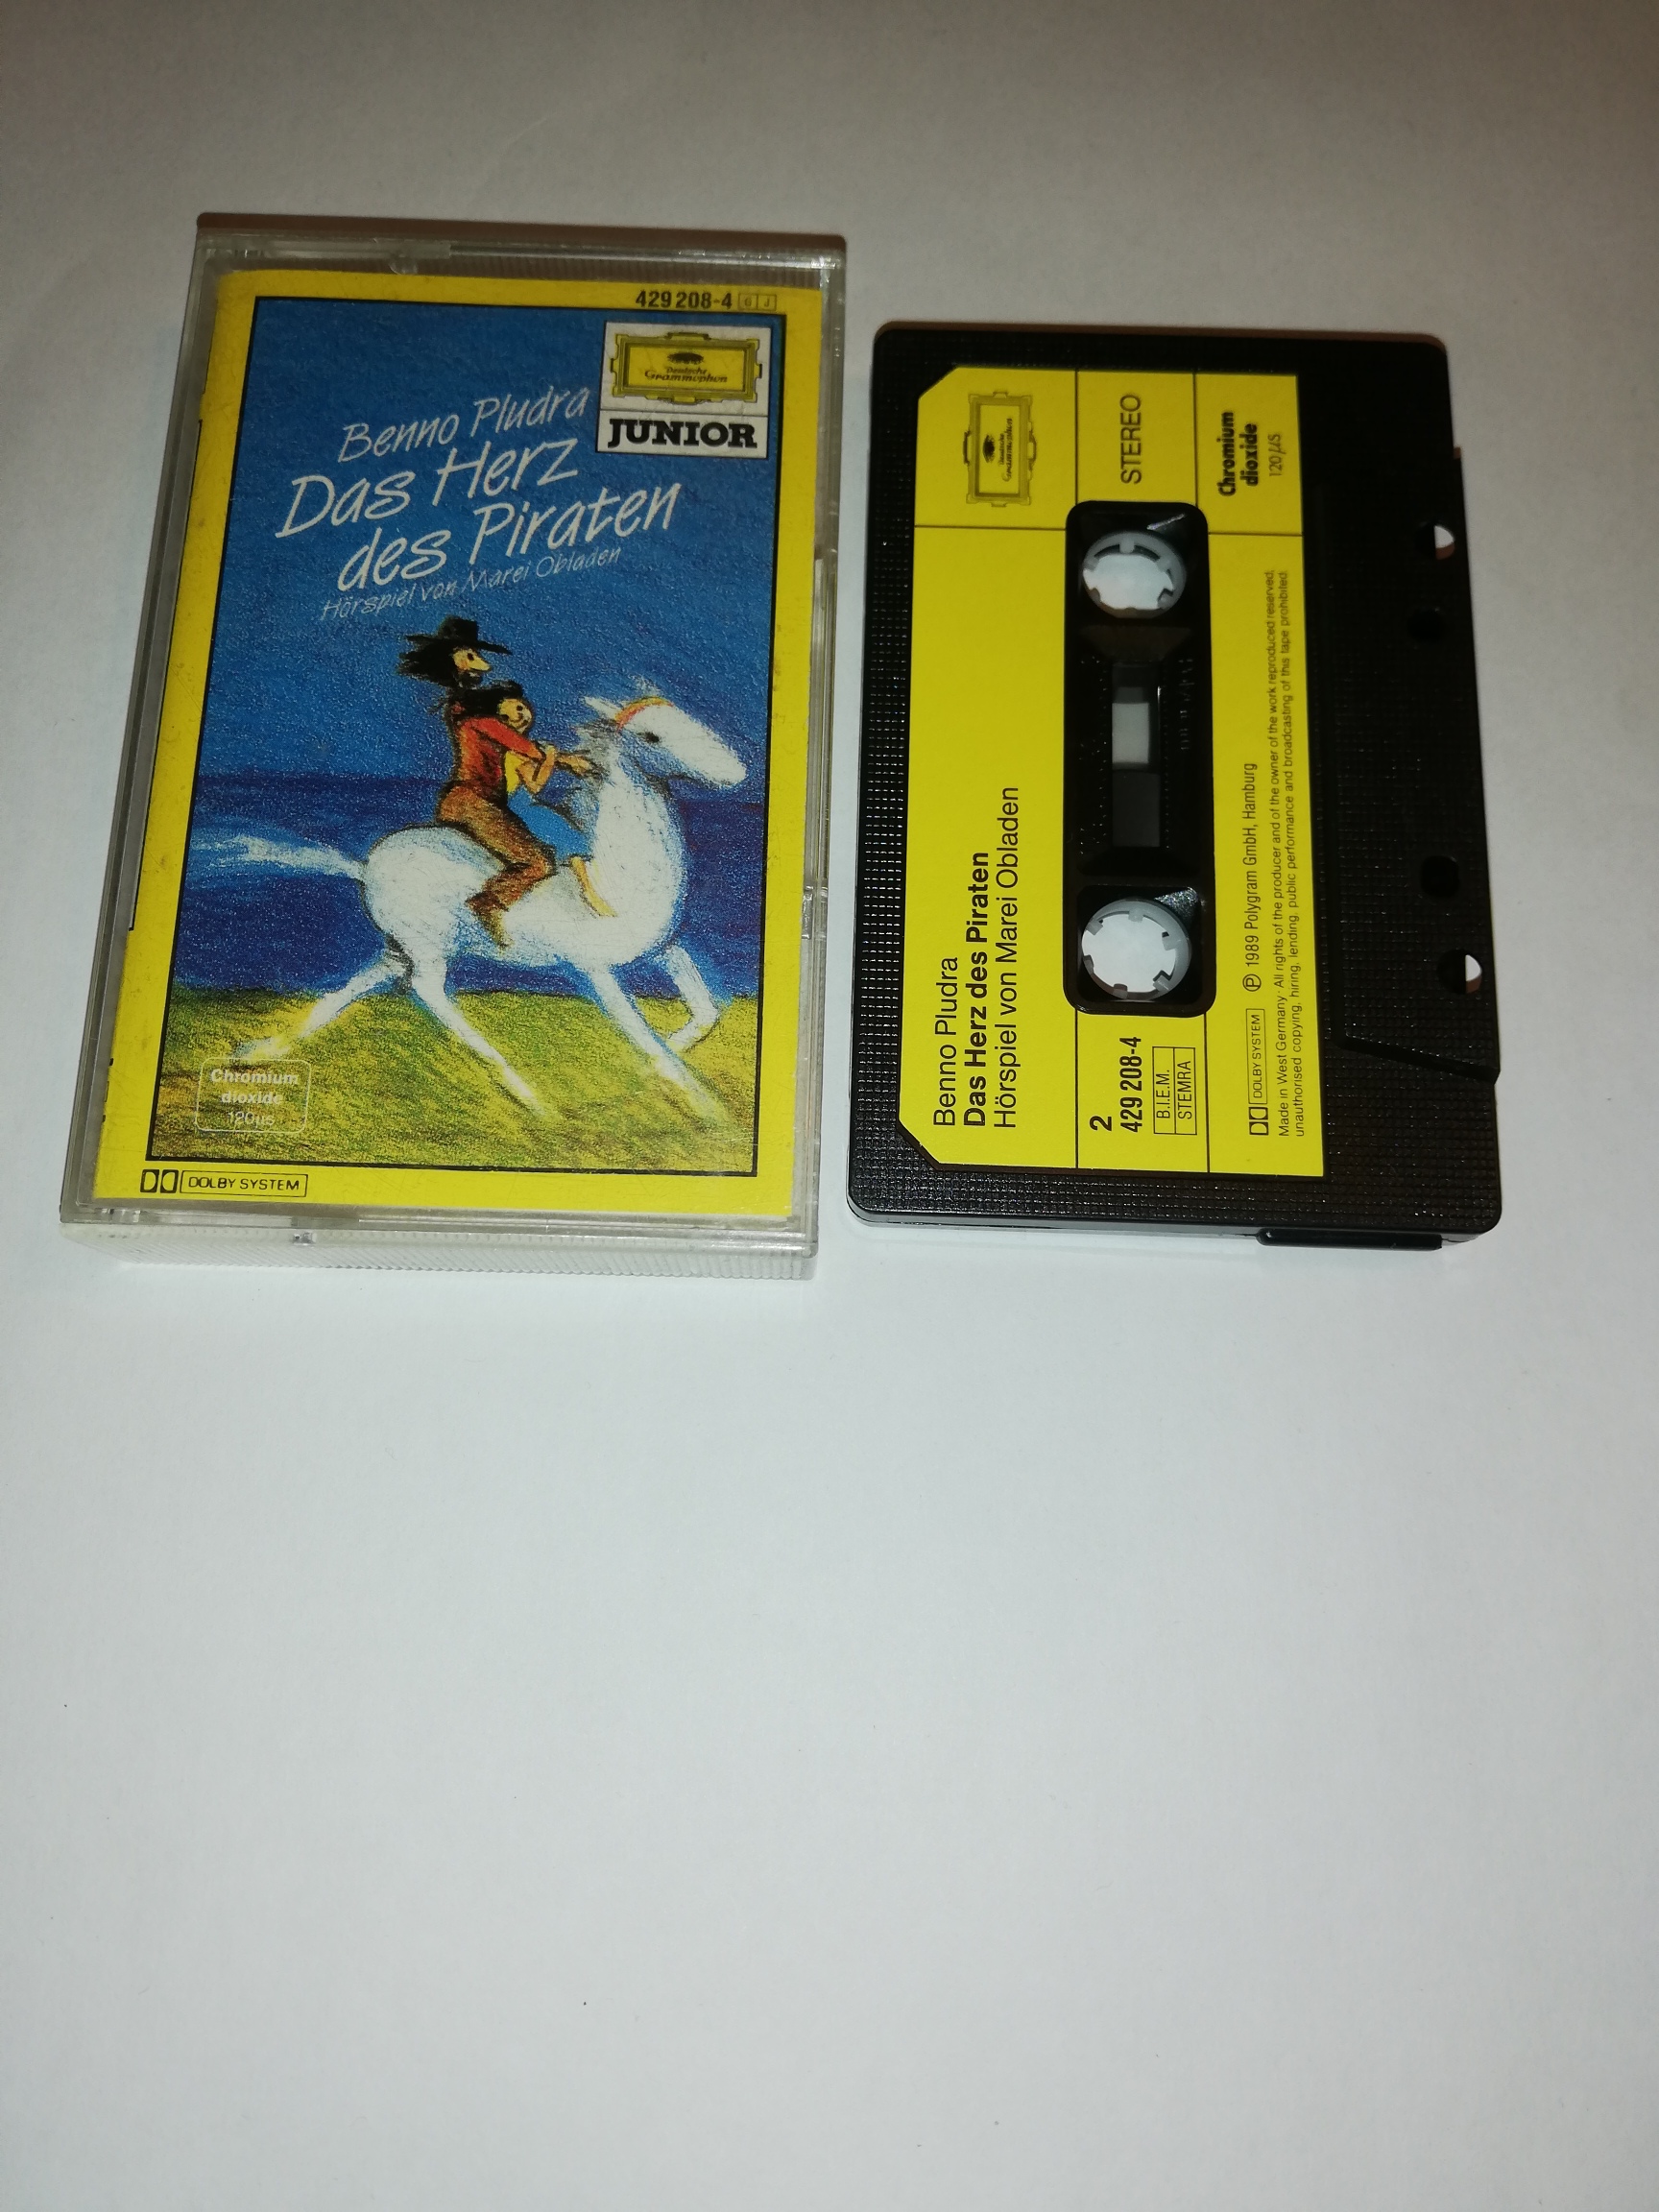 429 208-4 G J
Deutsche
Grammophon
JUNIOR
Benno Pludra
Das Herz
des Piraten
Hörspiel von Marei Obladen
Chromium
dioxide
120µs
DOLBY SYSTEM
Deutsche
Grammophon
STEREO
Chromium
dioxide
120µs
Benno Pludra
Das Herz des Piraten
Hörspiel von Marei Obladen
2
429 208-4
B.I.E.M.
STEMRA
DOLBY SYSTEM ℗ 1989 Polygram GmbH, Hamburg
Made in West Germany · All rights of the producer and of the owner of the work reproduced reserved,
unauthorised copying, hiring, lending, public performance and broadcasting of this tape prohibited